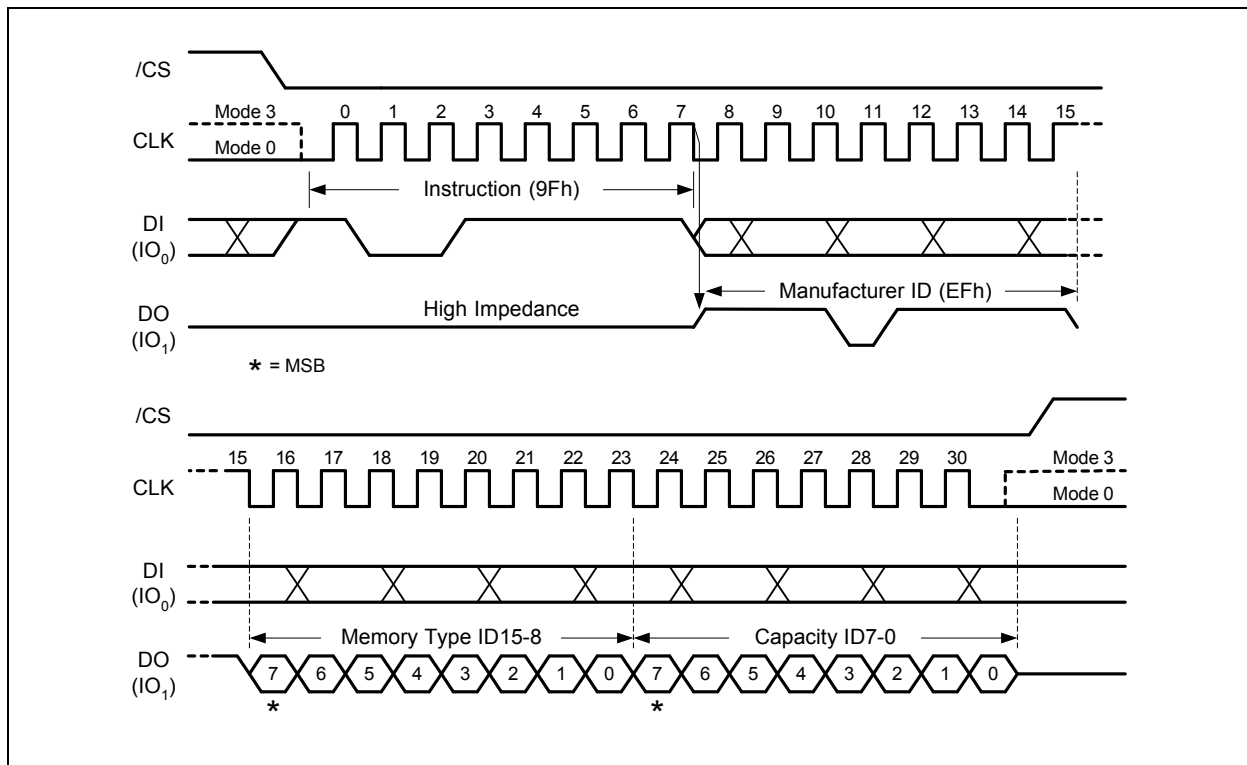 /CS
Mode 3 0 1 2 3 4 5 6 7 8 9 10 11 12 13 14 15
CLK
Mode 0
Instruction (9Fh)
DI
(IO0)
Manufacturer ID (EFh)
High Impedance
DO
(IO1)
* = MSB
/CS
15 16 17 18 19 20 21 22 23 24 25 26 27 28 29 30 Mode 3
CLK
Mode 0
DI
(IO0)
Memory Type ID15-8 Capacity ID7-0
DO
(IO1)
7 6 5 4 3 2 1 0 7 6 5 4 3 2 1 0
* *